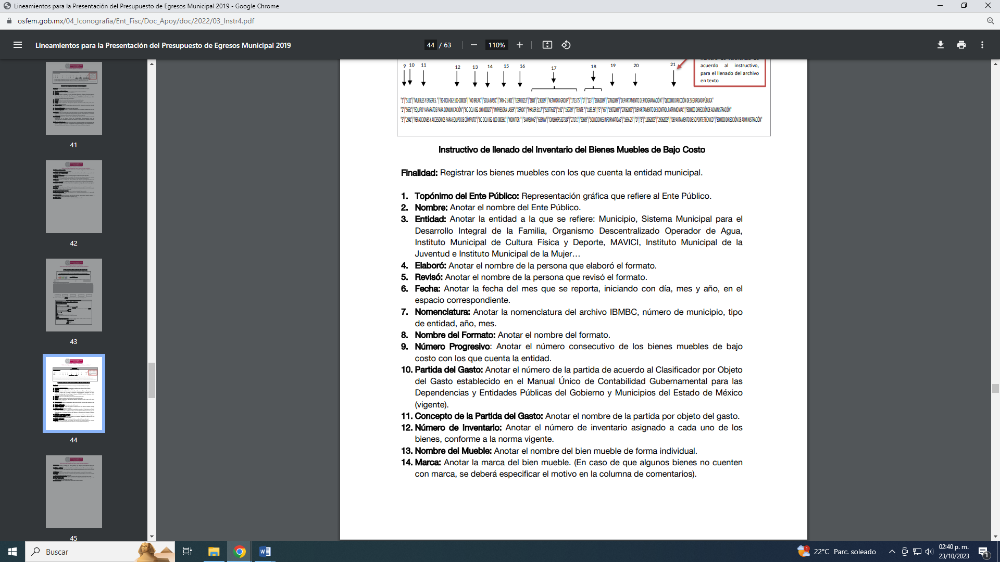 Lineamientos para la Presentación del Presupuesto de Egresos Municipal 2019 - Google Chrome
osfem.gob.mx/04_Iconografia/Ent_Fisc/Doc_Apoy/doc/2022/03_Instr4.pdf
Lineamientos para la Presentación del Presupuesto de Egresos Municipal 2019
44 / 63
110%
41
42
43
44
45
9 10 11 12 13 14 15 16 17 18 19 20 21
acuerdo al instructivo,
para el llenado del archivo
en texto
Instructivo de llenado del Inventario del Bienes Muebles de Bajo Costo
Finalidad: Registrar los bienes muebles con los que cuenta la entidad municipal.
1. Topónimo del Ente Público: Representación gráfica que refiere al Ente Público.
2. Nombre: Anotar el nombre del Ente Público.
3. Entidad: Anotar la entidad a la que se refiere: Municipio, Sistema Municipal para el
Desarrollo Integral de la Familia, Organismo Descentralizado Operador de Agua,
Instituto Municipal de Cultura Física y Deporte, MAVICI, Instituto Municipal de la
Juventud e Instituto Municipal de la Mujer…
4. Elaboró: Anotar el nombre de la persona que elaboró el formato.
5. Revisó: Anotar el nombre de la persona que revisó el formato.
6. Fecha: Anotar la fecha del mes que se reporta, iniciando con día, mes y año, en el
espacio correspondiente.
7. Nomenclatura: Anotar la nomenclatura del archivo IBMBC, número de municipio, tipo
de entidad, año, mes.
8. Nombre del Formato: Anotar el nombre del formato.
9. Número Progresivo: Anotar el número consecutivo de los bienes muebles de bajo
costo con los que cuenta la entidad.
10. Partida del Gasto: Anotar el número de la partida de acuerdo al Clasificador por Objeto
del Gasto establecido en el Manual Único de Contabilidad Gubernamental para las
Dependencias y Entidades Públicas del Gobierno y Municipios del Estado de México
(vigente).
11. Concepto de la Partida del Gasto: Anotar el nombre de la partida por objeto del gasto.
12. Número de Inventario: Anotar el número de inventario asignado a cada uno de los
bienes, conforme a la norma vigente.
13. Nombre del Mueble: Anotar el nombre del bien mueble de forma individual.
14. Marca: Anotar la marca del bien mueble. (En caso de que algunos bienes no cuenten
con marca, se deberá especificar el motivo en la columna de comentarios).
Buscar
1
22°C Parc. soleado
02:40 p. m.
23/10/2023
1